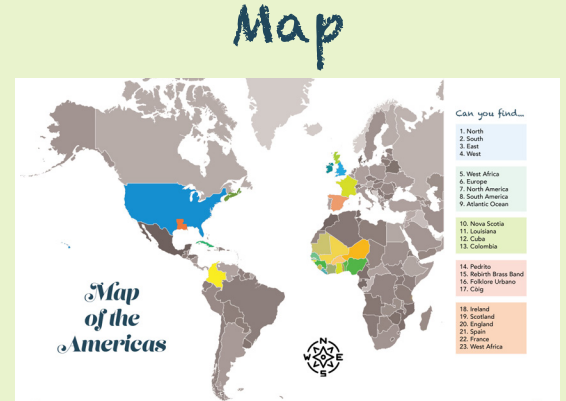 Map
Can you find...
1. North
2. South
3. East
4. West
5. West Africa
6. Europe
7. North America
8. South America
9. Atlantic Ocean
10. Nova Scotia
11. Louisiana
12. Cuba
13. Colombia
14. Pedrito
15. Rebirth Brass Band
16. Folklore Urbano
17. Còig
18. Ireland
19. Scotland
20. England
21. Spain
22. France
23. West Africa
Map
of the
Americas
N
W E
S